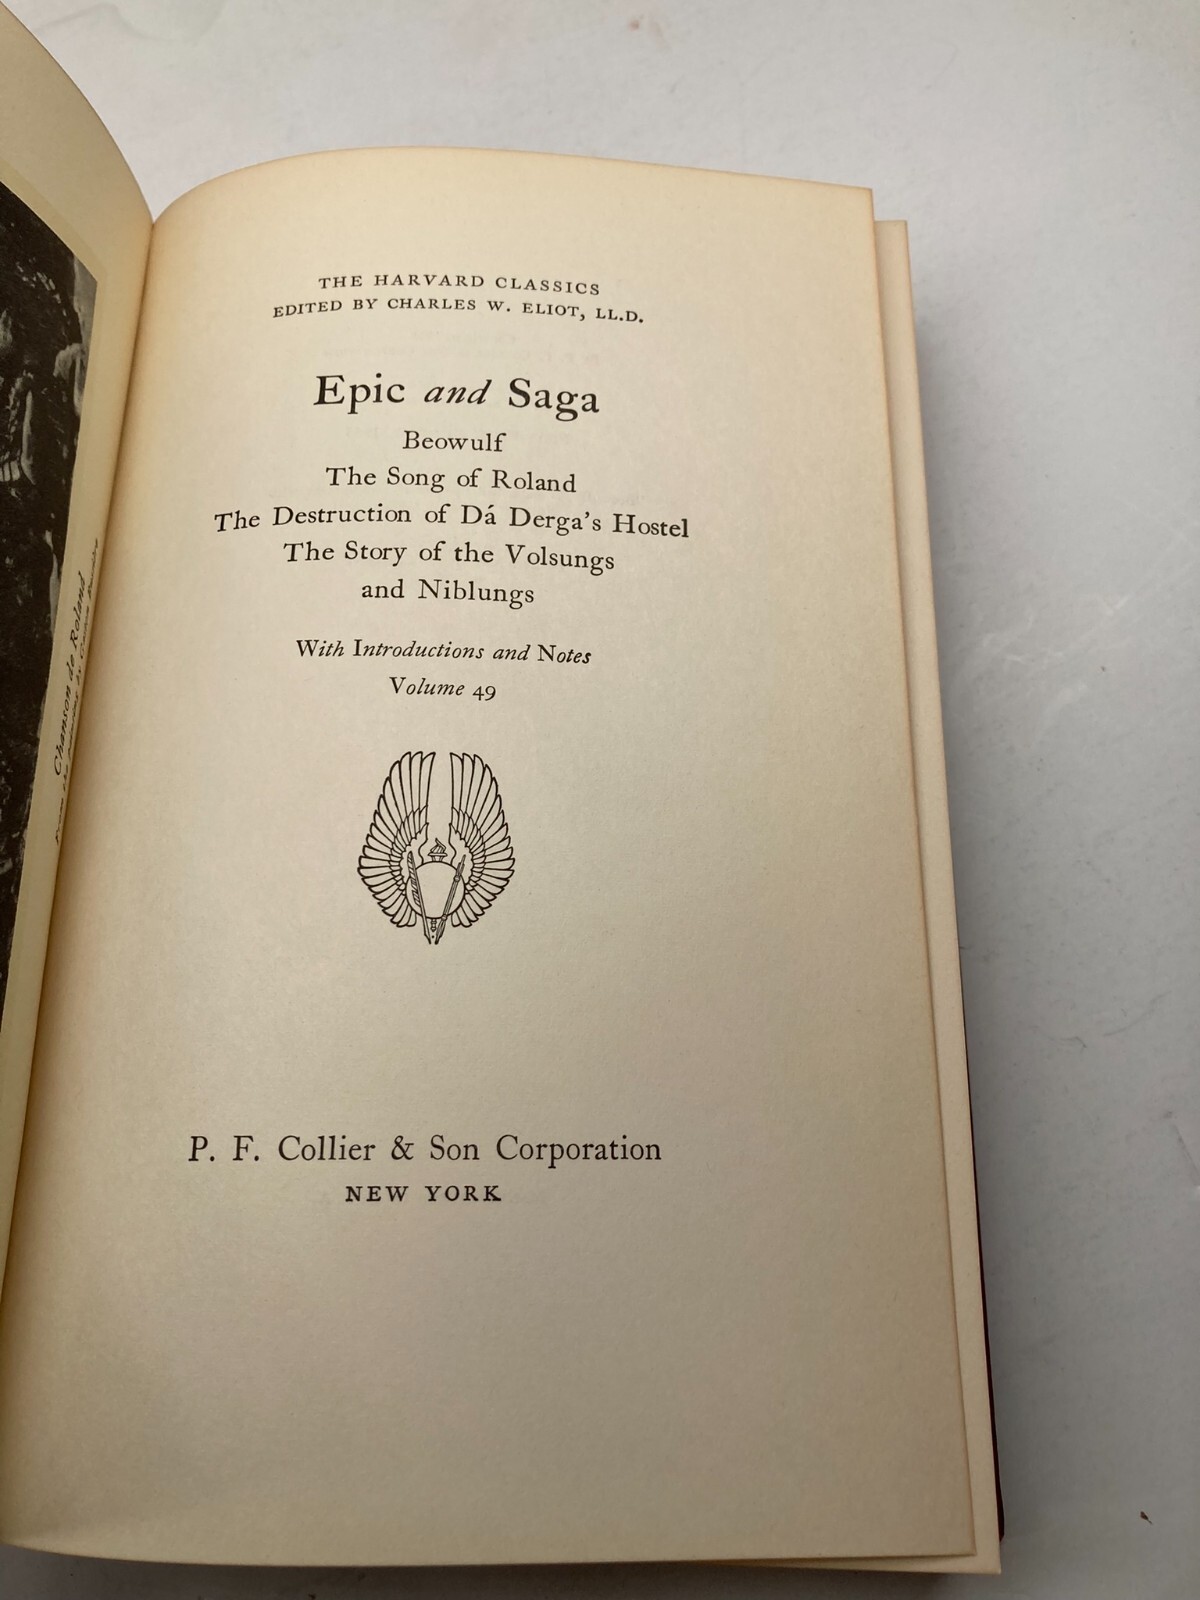 Chanson de Roland
THE HARVARD CLASSICS
EDITED BY CHARLES W. ELIOT, LL.D.
Epic and Saga
Beowulf
The Song of Roland
The Destruction of Dá Derga's Hostel
The Story of the Volsungs
and Niblungs
With Introductions and Notes
Volume 49
P. F. Collier & Son Corporation
NEW YORK